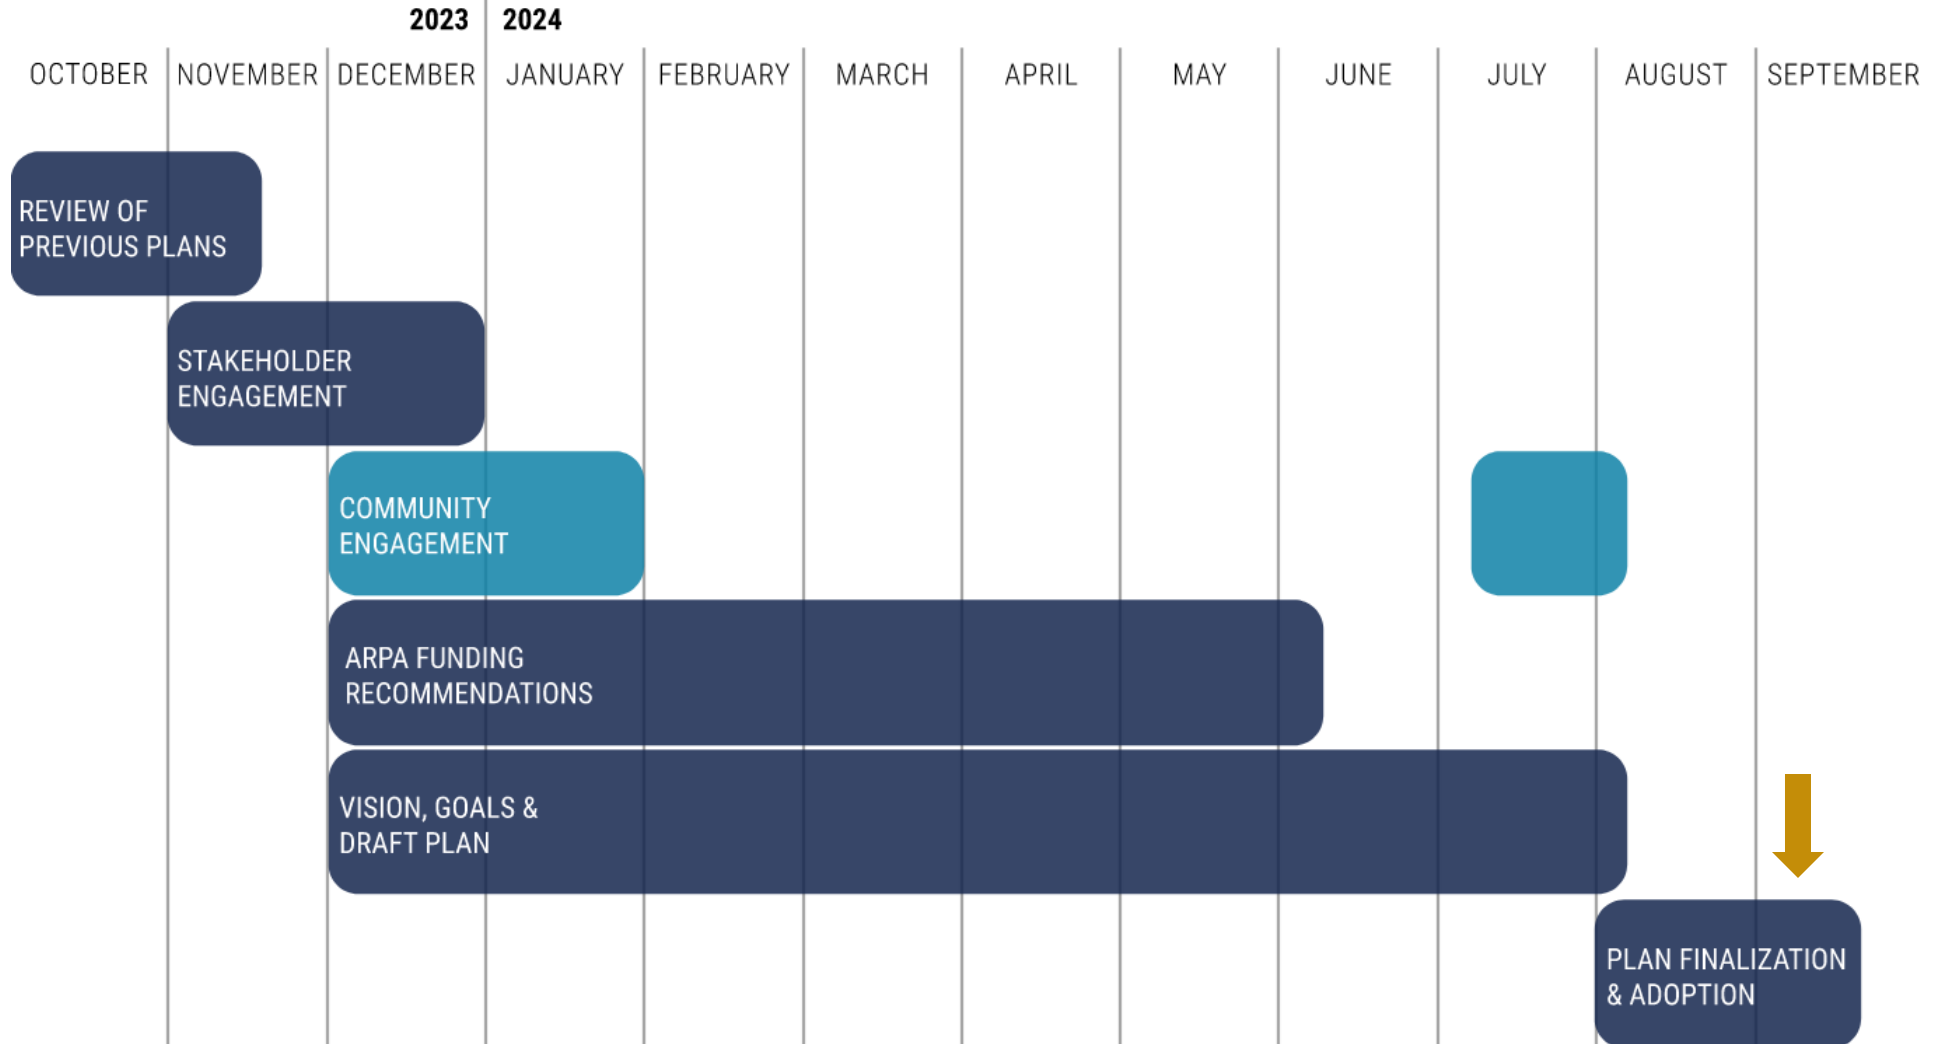 2023 2024
OCTOBER NOVEMBER DECEMBER JANUARY FEBRUARY MARCH APRIL MAY JUNE JULY AUGUST SEPTEMBER
REVIEW OF
PREVIOUS PLANS
STAKEHOLDER
ENGAGEMENT
COMMUNITY
ENGAGEMENT
ARPA FUNDING
RECOMMENDATIONS
VISION, GOALS &
DRAFT PLAN
PLAN FINALIZATION
& ADOPTION